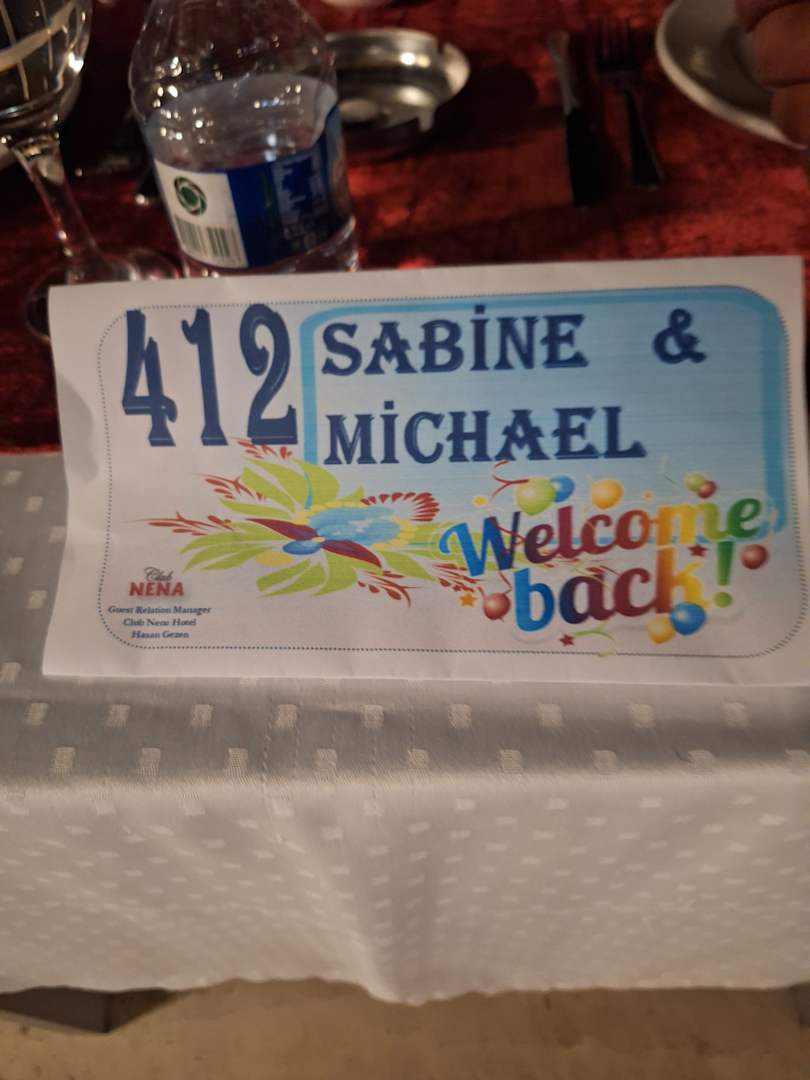 412
SABİNE &
MİCHAEL
Welcome
back!
Club
NENA
Guest Relation Manager
Club Nena Hotel
Hasan Gezen